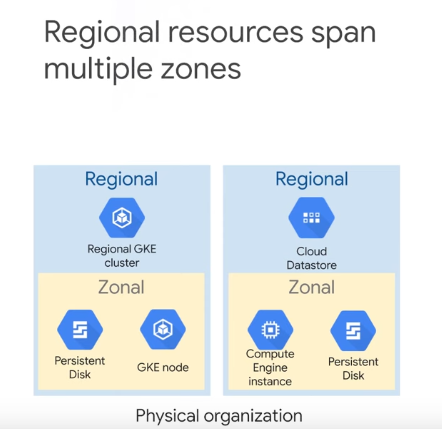 Regional resources span
multiple zones
Regional
Regional GKE
cluster
Zonal
Persistent
Disk
GKE node
Regional
Cloud
Datastore
Zonal
Compute
Engine
instance
Persistent
Disk
Physical organization